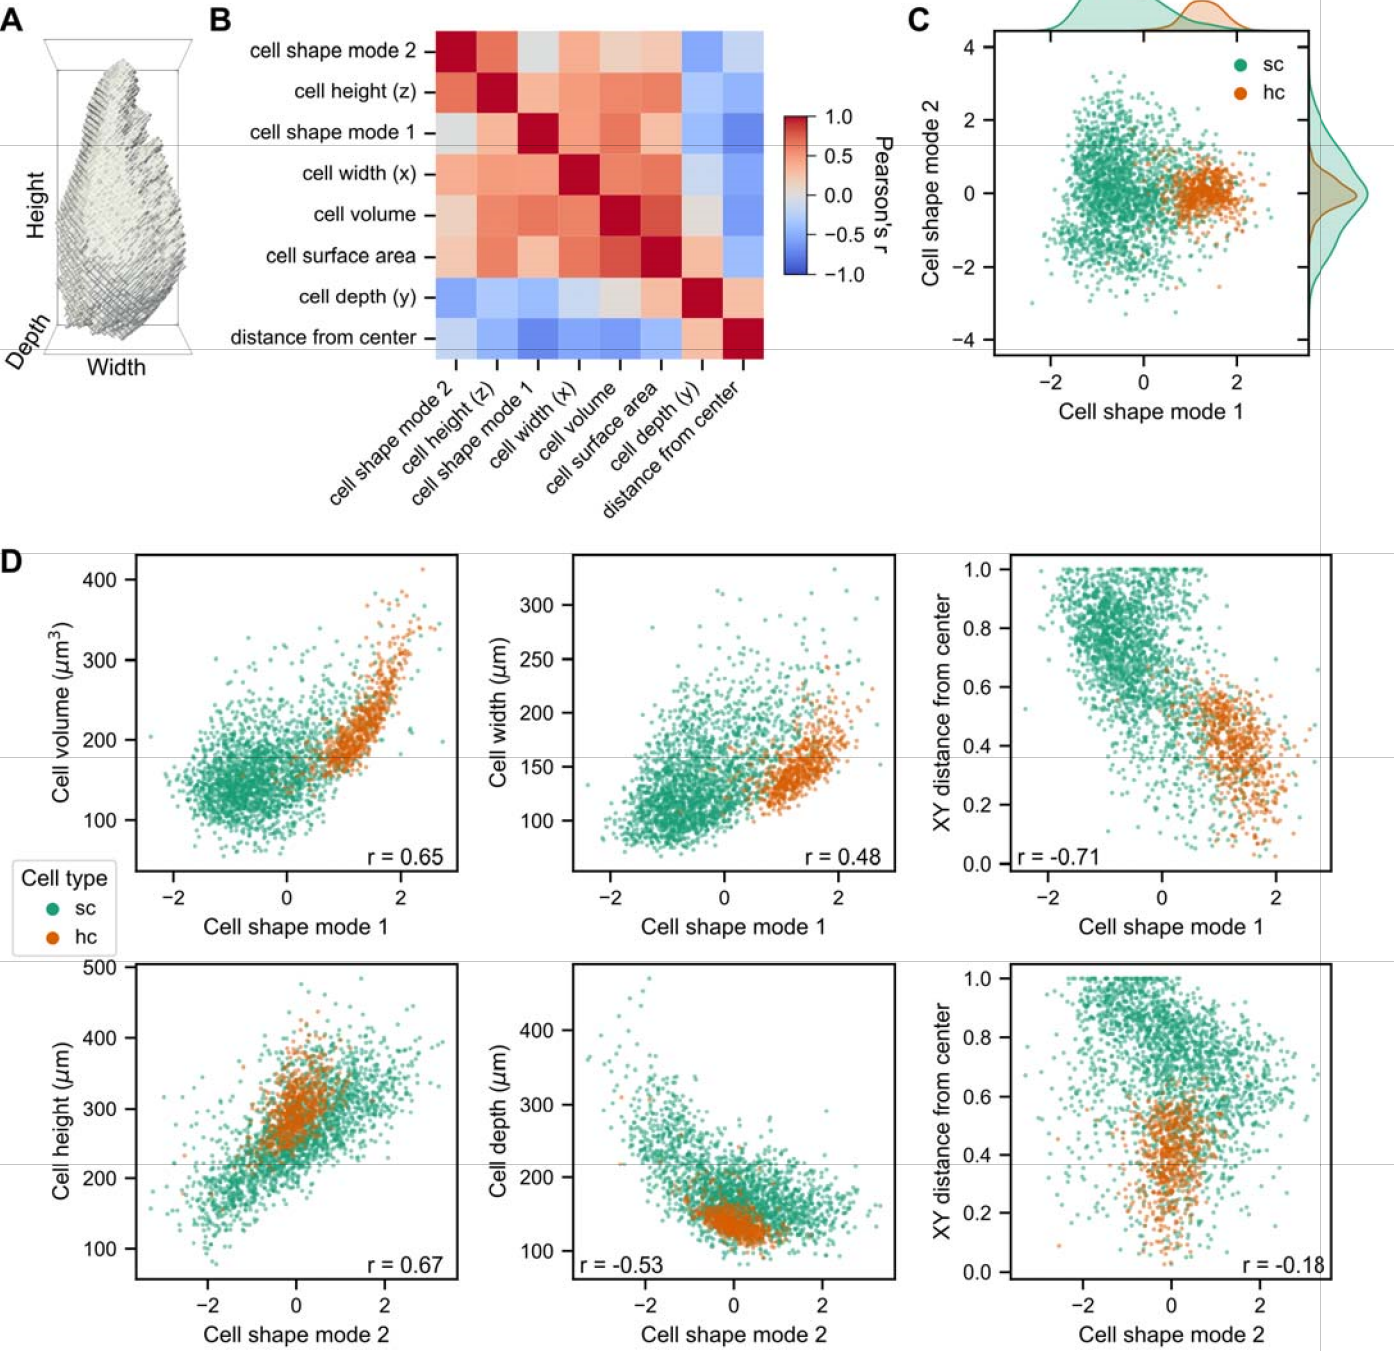 A
Height
Depth
Width
B
cell shape mode 2
cell height (z)
cell shape mode 1
cell width (x)
cell volume
cell surface area
cell depth (y)
distance from center
cell shape mode 2
cell height (z)
cell shape mode 1
cell width (x)
cell volume
cell surface area
cell depth (y)
distance from center
1.0
0.5
0.0
−0.5
−1.0
Pearson's r
C
4
2
0
−2
−4
Cell shape mode 2
sc
hc
−2
0
2
Cell shape mode 1
D
400
300
200
100
Cell volume (μm³)
r = 0.65
−2
0
2
Cell shape mode 1
300
250
200
150
100
Cell width (μm)
r = 0.48
−2
0
2
Cell shape mode 1
1.0
0.8
0.6
0.4
0.2
0.0
XY distance from center
r = -0.71
−2
0
2
Cell shape mode 1
Cell type
sc
hc
500
400
300
200
100
Cell height (μm)
r = 0.67
−2
0
2
Cell shape mode 2
400
300
200
100
Cell depth (μm)
r = -0.53
−2
0
2
Cell shape mode 2
1.0
0.8
0.6
0.4
0.2
0.0
XY distance from center
r = -0.18
−2
0
2
Cell shape mode 2